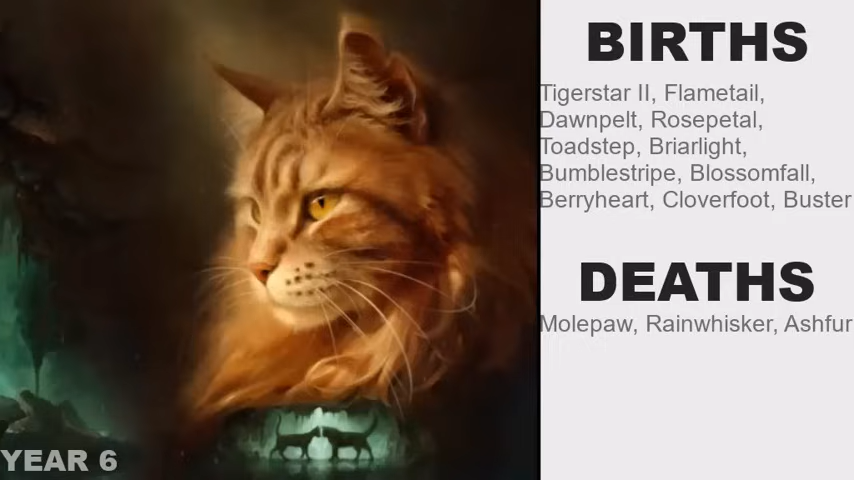 BIRTHS
Tigerstar II, Flametail,
Dawnpelt, Rosepetal,
Toadstep, Briarlight,
Bumblestripe, Blossomfall,
Berryheart, Cloverfoot, Buster
DEATHS
Molepaw, Rainwhisker, Ashfur
YEAR 6